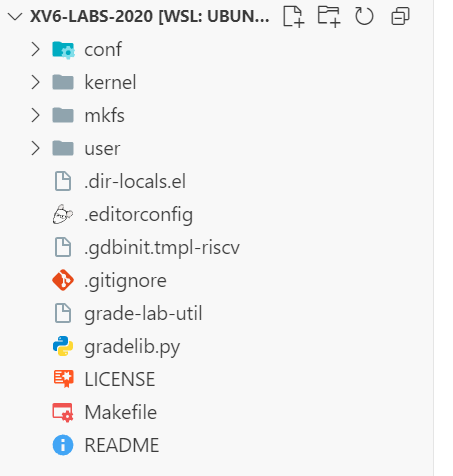 XV6-LABS-2020 [WSL: UBUN...
conf
kernel
mkfs
user
.dir-locals.el
.editorconfig
.gdbinit.tmpl-riscv
.gitignore
grade-lab-util
gradelib.py
LICENSE
Makefile
README